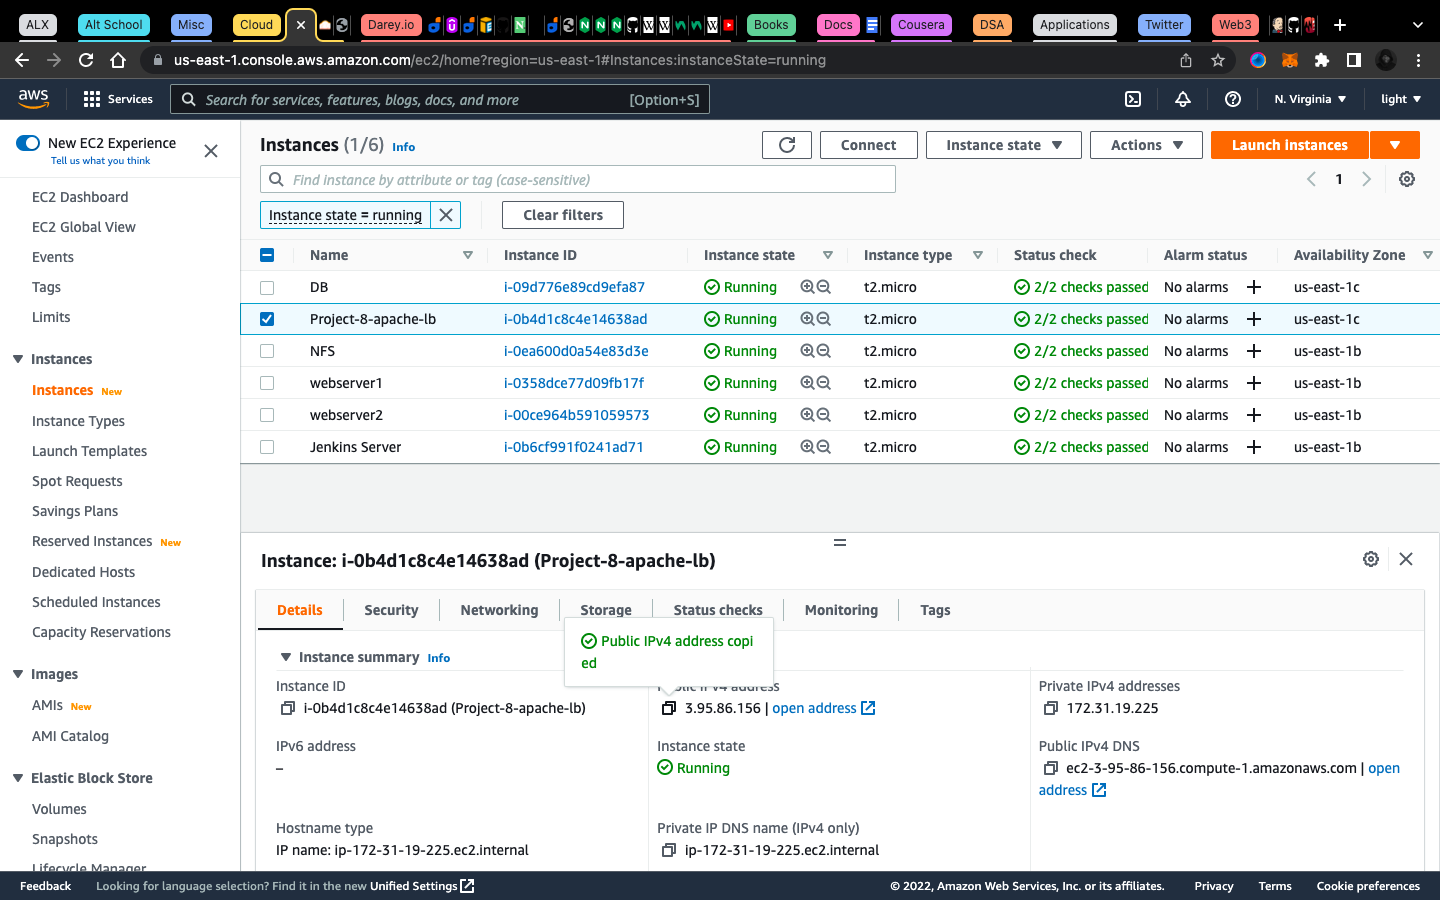 ALX Alt School Misc Cloud Darey.io Books Docs Cousera DSA Applications Twitter Web3
us-east-1.console.aws.amazon.com/ec2/home?region=us-east-1#Instances:instanceState=running
aws Services Search for services, features, blogs, docs, and more [Option+S] N. Virginia light
New EC2 Experience
Tell us what you think
EC2 Dashboard
EC2 Global View
Events
Tags
Limits
Instances
Instances New
Instance Types
Launch Templates
Spot Requests
Savings Plans
Reserved Instances New
Dedicated Hosts
Scheduled Instances
Capacity Reservations
Images
AMIs New
AMI Catalog
Elastic Block Store
Volumes
Snapshots
Lifecycle Manager
Instances (1/6) Info Connect Instance state Actions Launch instances
Find instance by attribute or tag (case-sensitive) 1
Instance state = running Clear filters
Name Instance ID Instance state Instance type Status check Alarm status Availability Zone
DB i-09d776e89cd9efa87 Running t2.micro 2/2 checks passed No alarms us-east-1c
Project-8-apache-lb i-0b4d1c8c4e14638ad Running t2.micro 2/2 checks passed No alarms us-east-1c
NFS i-0ea600d0a54e83d3e Running t2.micro 2/2 checks passed No alarms us-east-1b
webserver1 i-0358dce77d09fb17f Running t2.micro 2/2 checks passed No alarms us-east-1b
webserver2 i-00ce964b591059573 Running t2.micro 2/2 checks passed No alarms us-east-1b
Jenkins Server i-0b6cf991f0241ad71 Running t2.micro 2/2 checks passed No alarms us-east-1b
Instance: i-0b4d1c8c4e14638ad (Project-8-apache-lb)
Details Security Networking Storage Status checks Monitoring Tags
Public IPv4 address copi
ed
Instance summary Info
Instance ID
i-0b4d1c8c4e14638ad (Project-8-apache-lb)
Public IPv4 address
3.95.86.156 | open address
Private IPv4 addresses
172.31.19.225
IPv6 address
–
Instance state
Running
Public IPv4 DNS
ec2-3-95-86-156.compute-1.amazonaws.com | open
address
Hostname type
IP name: ip-172-31-19-225.ec2.internal
Private IP DNS name (IPv4 only)
ip-172-31-19-225.ec2.internal
Feedback Looking for language selection? Find it in the new Unified Settings © 2022, Amazon Web Services, Inc. or its affiliates. Privacy Terms Cookie preferences